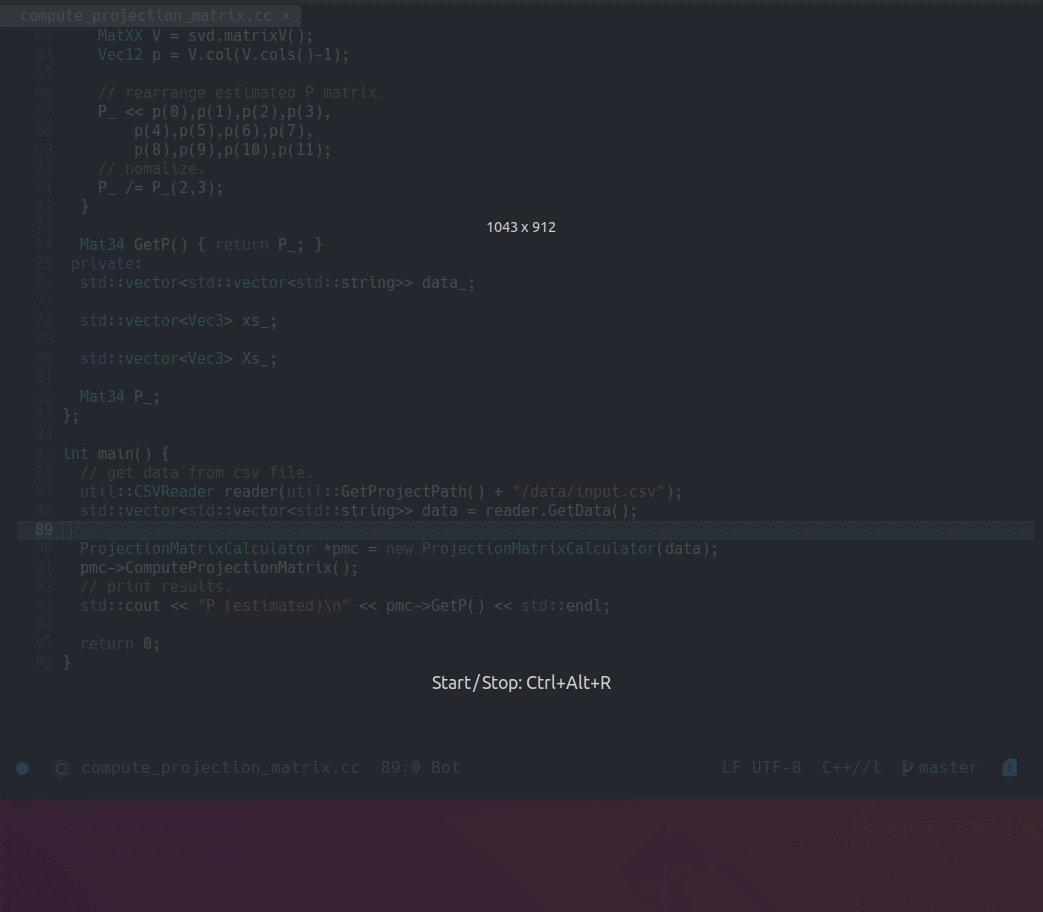 compute_projection_matrix.cc ×
63 MatXX V = svd.matrixV();
64 Vec12 p = V.col(V.cols()-1);
65
66 // rearrange estimated P matrix.
67 P_ << p(0),p(1),p(2),p(3),
68 p(4),p(5),p(6),p(7),
69 p(8),p(9),p(10),p(11);
70 // nomalize.
71 P_ /= P_(2,3);
72 }
73
1043 x 912
74 Mat34 GetP() { return P_; }
75 private:
76 std::vector<std::vector<std::string>> data_;
77
78 std::vector<Vec3> xs_;
79
80 std::vector<Vec3> Xs_;
81
82 Mat34 P_;
83 };
84
85 int main() {
86 // get data from csv file.
87 util::CSVReader reader(util::GetProjectPath() + "/data/input.csv");
88 std::vector<std::vector<std::string>> data = reader.GetData();
89
90 ProjectionMatrixCalculator *pmc = new ProjectionMatrixCalculator(data);
91 pmc->ComputeProjectionMatrix();
92 // print results.
93 std::cout << "P (estimated)\n" << pmc->GetP() << std::endl;
94
95 return 0;
96 }
Start/Stop: Ctrl+Alt+R
compute_projection_matrix.cc 89:0 Bot LF UTF-8 C++//l master